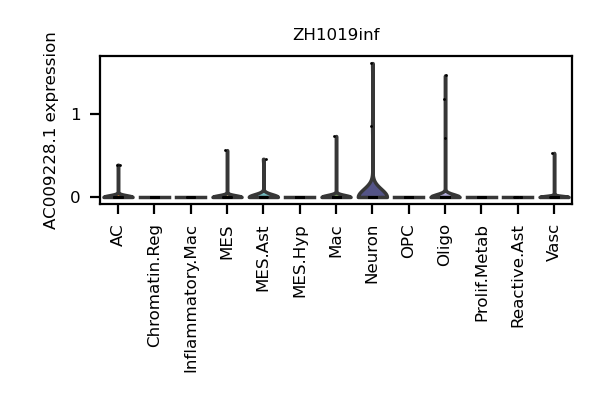 ZH1019inf
AC009228.1 expression
1
0
AC
Chromatin.Reg
Inflammatory.Mac
MES
MES.Ast
MES.Hyp
Mac
Neuron
OPC
Oligo
Prolif.Metab
Reactive.Ast
Vasc